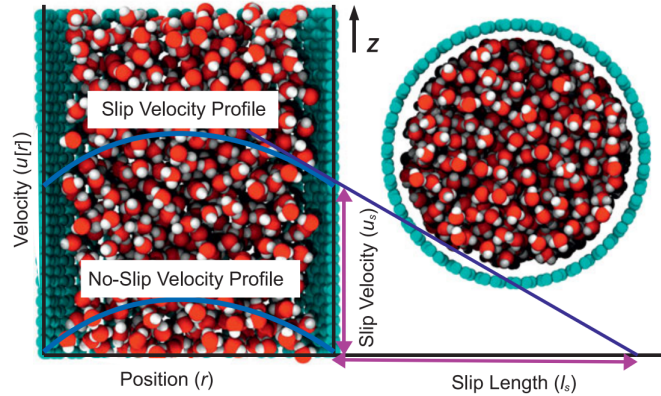 Z
Slip Velocity Profile
Velocity (u[r])
Slip Velocity (uₛ)
No-Slip Velocity Profile
Position (r)
Slip Length (lₛ)